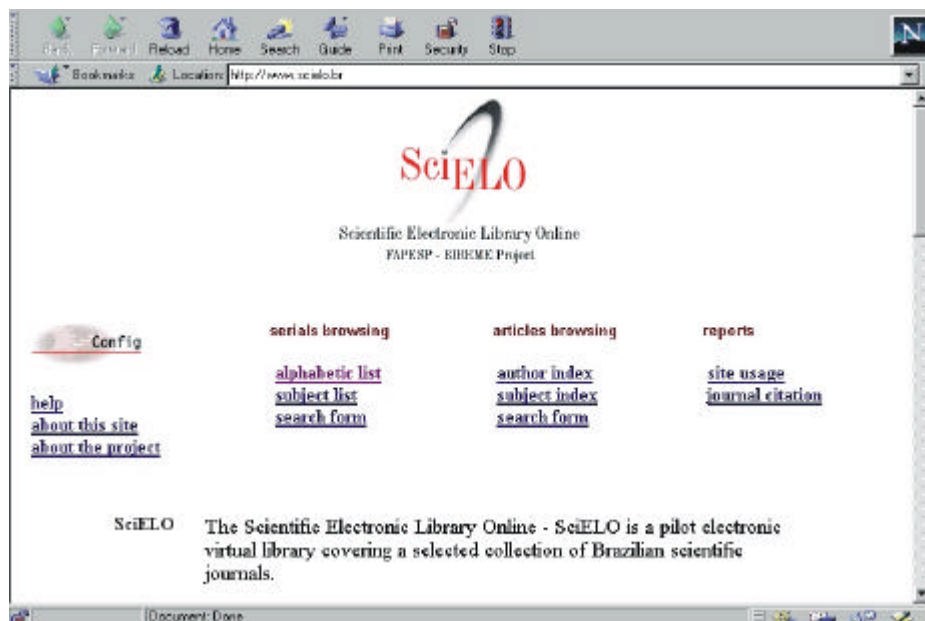 Back Forward Reload Home Search Guide Print Security Stop
N
Bookmarks Location: http://www.scielo.br
SciELO
Scientific Electronic Library Online
FAPESP - BIREME Project
Config
help
about this site
about the project
serials browsing
alphabetic list
subject list
search form
articles browsing
author index
subject index
search form
reports
site usage
journal citation
SciELO
The Scientific Electronic Library Online - SciELO is a pilot electronic
virtual library covering a selected collection of Brazilian scientific
journals.
Document: Done